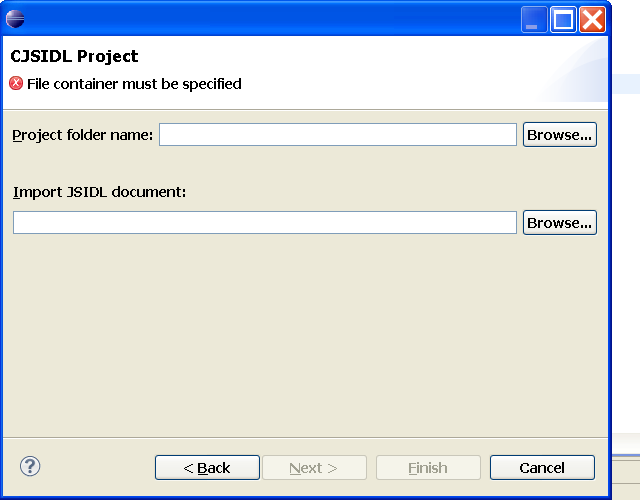 CJSIDL Project
File container must be specified
Project folder name: Browse...
Import JSIDL document:
Browse...
? < Back Next > Finish Cancel